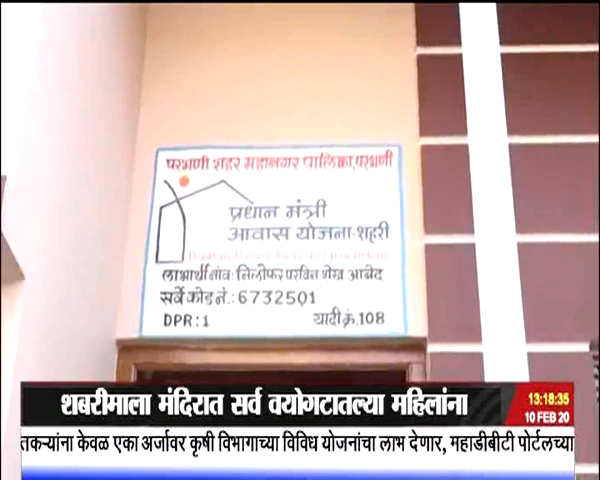 परभणी शहर महानगर पालिका,परभणी
प्रधान मंत्री
आवास योजना-शहरी
लाभार्थी नांव: निलोफर परविन शेख आबेद
सर्वे कोड नं.: 6732501
DPR:1 यादी क्रं. 108
शबरीमाला मंदिरात सर्व वयोगटातल्या महिलांना
13:18:35
10 FEB 20
तकऱ्यांना केवळ एका अर्जावर कृषी विभागाच्या विविध योजनांचा लाभ देणार, महाडीबीटी पोर्टलच्या